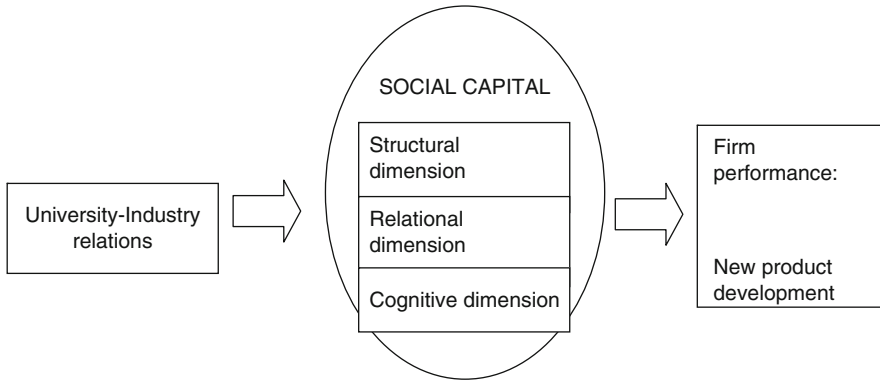 University-Industry
relations
SOCIAL CAPITAL
Structural
dimension
Relational
dimension
Cognitive dimension
Firm
performance:
New product
development